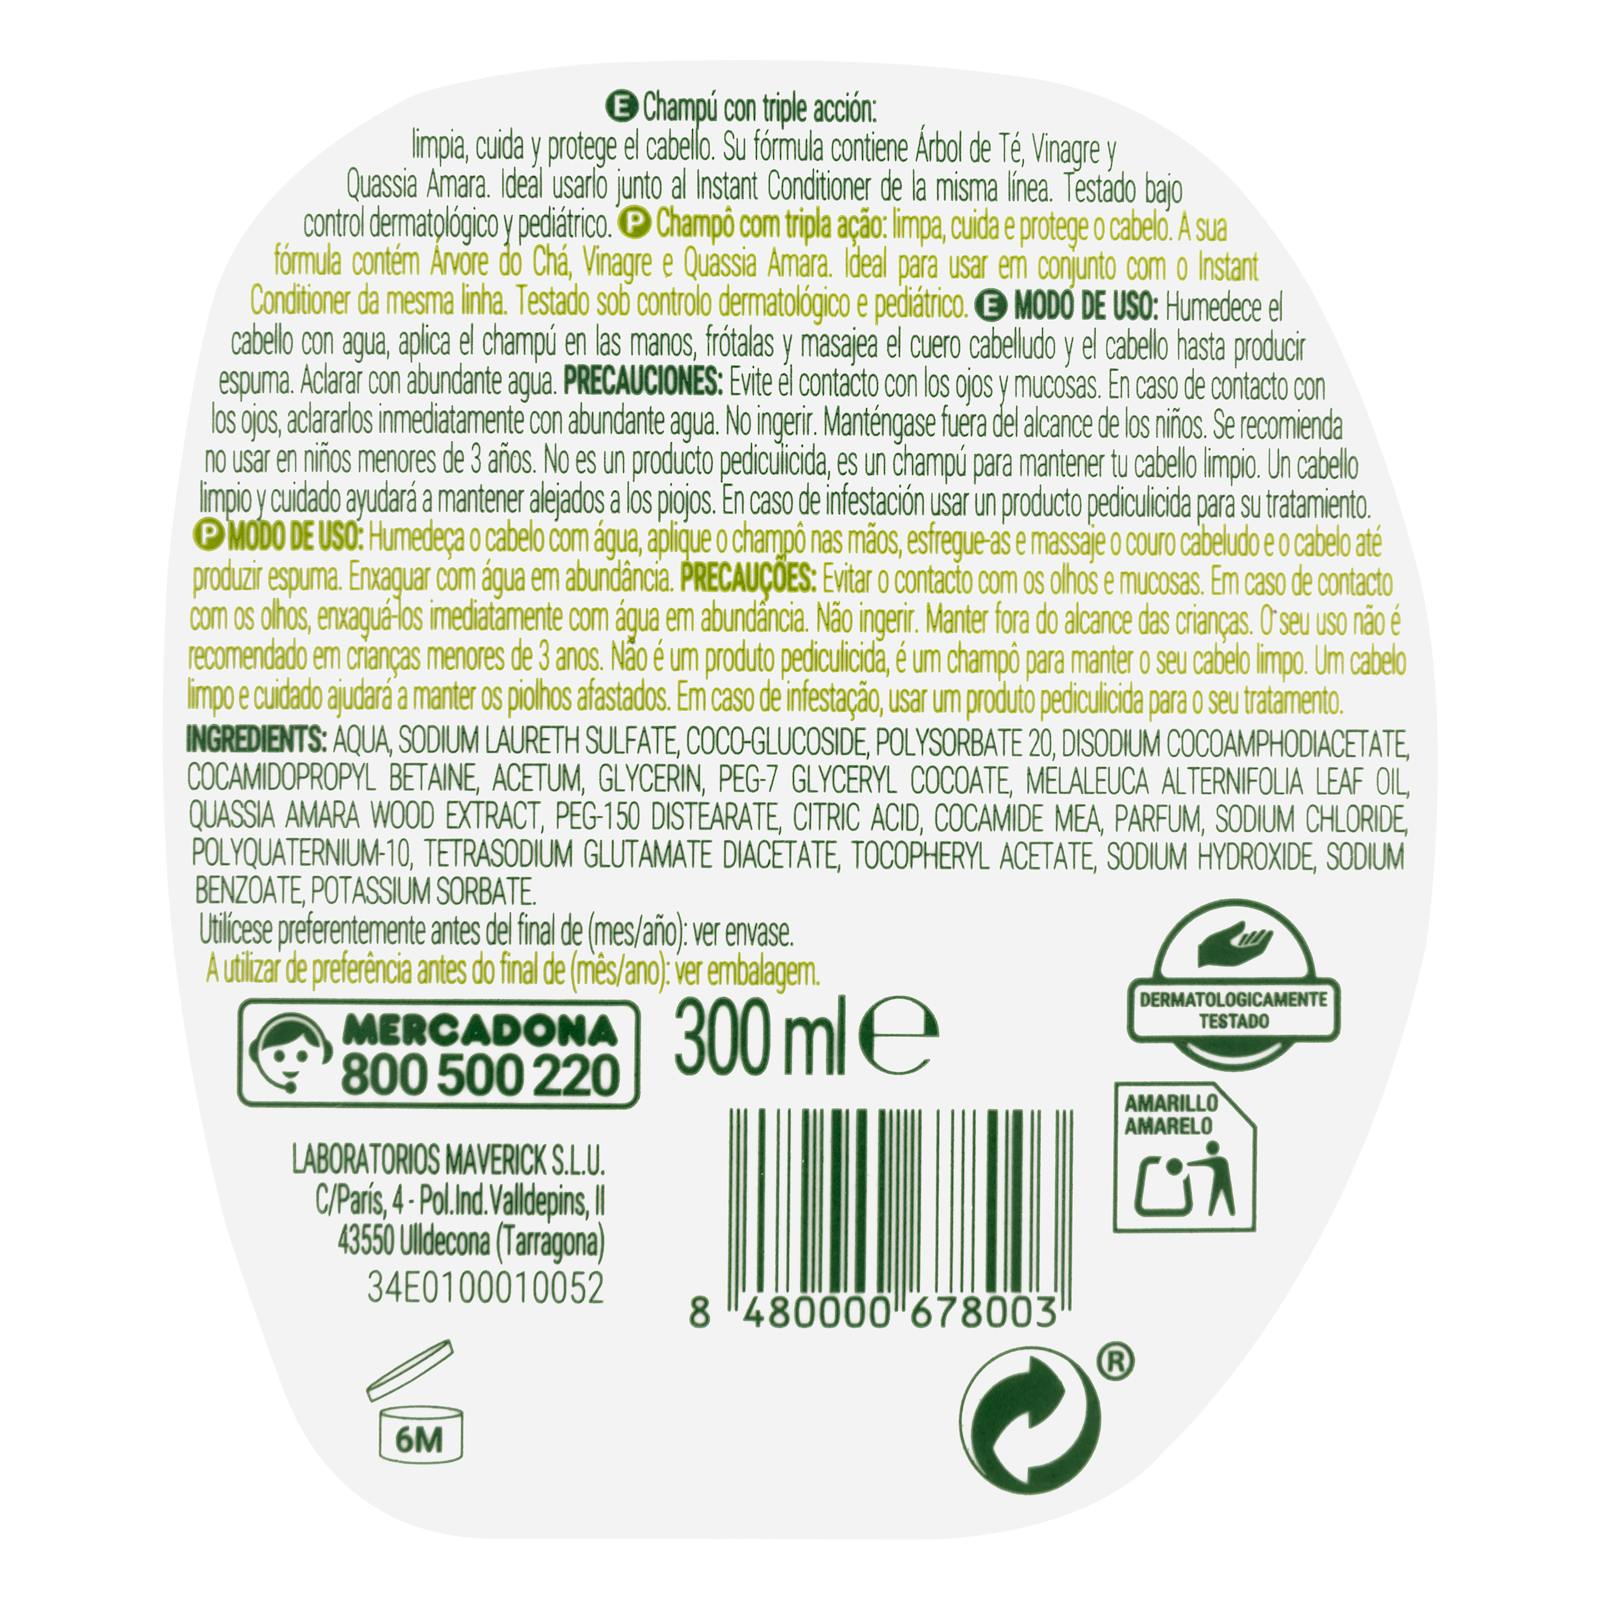 E Champú con triple acción:
limpia, cuida y protege el cabello. Su fórmula contiene Árbol de Té, Vinagre y
Quassia Amara. Ideal usarlo junto al Instant Conditioner de la misma línea. Testado bajo
control dermatológico y pediátrico. P Champô com tripla ação: limpa, cuida e protege o cabelo. A sua
fórmula contém Árvore do Chá, Vinagre e Quassia Amara. Ideal para usar em conjunto com o Instant
Conditioner da mesma linha. Testado sob controlo dermatológico e pediátrico. E MODO DE USO: Humedece el
cabello con agua, aplica el champú en las manos, frótalas y masajea el cuero cabelludo y el cabello hasta producir
espuma. Aclarar con abundante agua. PRECAUCIONES: Evite el contacto con los ojos y mucosas. En caso de contacto con
los ojos, aclararlos inmediatamente con abundante agua. No ingerir. Manténgase fuera del alcance de los niños. Se recomienda
no usar en niños menores de 3 años. No es un producto pediculicida, es un champú para mantener tu cabello limpio. Un cabello
limpio y cuidado ayudará a mantener alejados a los piojos. En caso de infestación usar un producto pediculicida para su tratamiento.
P MODO DE USO: Humedeça o cabelo com água, aplique o champô nas mãos, esfregue-as e massaje o couro cabeludo e o cabelo até
produzir espuma. Enxaguar com água em abundância. PRECAUÇÕES: Evitar o contacto com os olhos e mucosas. Em caso de contacto
com os olhos, enxaguá-los imediatamente com água em abundância. Não ingerir. Manter fora do alcance das crianças. O seu uso não é
recomendado em crianças menores de 3 anos. Não é um produto pediculicida, é um champô para manter o seu cabelo limpo. Um cabelo
limpo e cuidado ajudará a manter os piolhos afastados. Em caso de infestação, usar um produto pediculicida para o seu tratamento.
INGREDIENTS: AQUA, SODIUM LAURETH SULFATE, COCO-GLUCOSIDE, POLYSORBATE 20, DISODIUM COCOAMPHODIACETATE,
COCAMIDOPROPYL BETAINE, ACETUM, GLYCERIN, PEG-7 GLYCERYL COCOATE, MELALEUCA ALTERNIFOLIA LEAF OIL,
QUASSIA AMARA WOOD EXTRACT, PEG-150 DISTEARATE, CITRIC ACID, COCAMIDE MEA, PARFUM, SODIUM CHLORIDE,
POLYQUATERNIUM-10, TETRASODIUM GLUTAMATE DIACETATE, TOCOPHERYL ACETATE, SODIUM HYDROXIDE, SODIUM
BENZOATE, POTASSIUM SORBATE.
Utilícese preferentemente antes del final de (mes/año): ver envase.
A utilizar de preferência antes do final de (mês/ano): ver embalagem.
MERCADONA
800 500 220
300 ml e
DERMATOLOGICAMENTE
TESTADO
AMARILLO
AMARELO
LABORATORIOS MAVERICK S.L.U.
C/París, 4 - Pol.Ind.Valldepins, II
43550 Ulldecona (Tarragona)
34E0100010052
8 480000 678003
6M
®